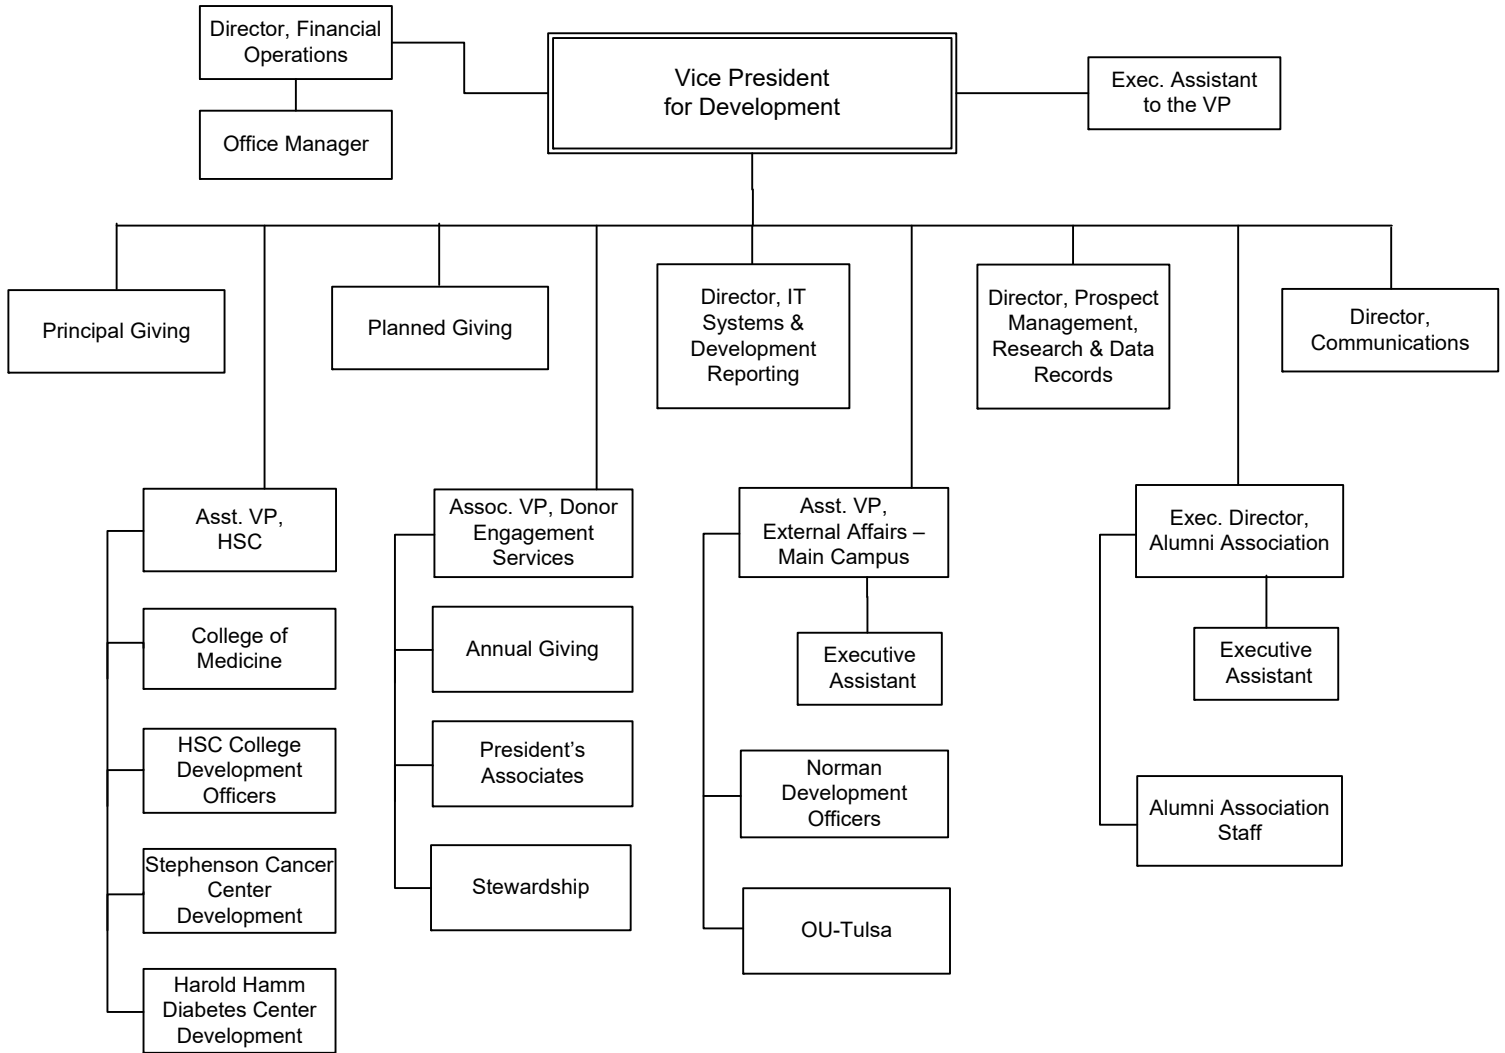 Director, Financial
Operations
Vice President
for Development
Exec. Assistant
to the VP
Office Manager
Principal Giving
Planned Giving
Director, IT
Systems &
Development
Reporting
Director, Prospect
Management,
Research & Data
Records
Director,
Communications
Asst. VP,
HSC
College of
Medicine
HSC College
Development
Officers
Stephenson Cancer
Center
Development
Harold Hamm
Diabetes Center
Development
Assoc. VP, Donor
Engagement
Services
Annual Giving
President’s
Associates
Stewardship
Asst. VP,
External Affairs –
Main Campus
Executive
Assistant
Norman
Development
Officers
OU-Tulsa
Exec. Director,
Alumni Association
Executive
Assistant
Alumni Association
Staff